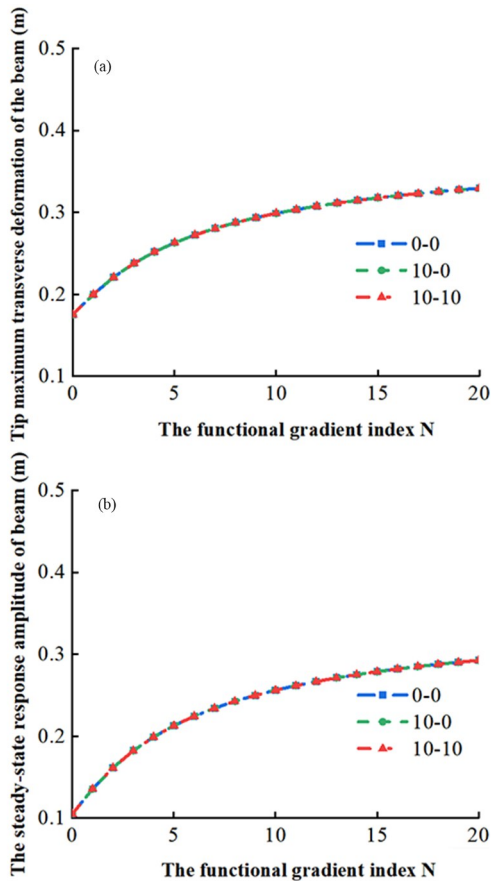 Tip maximum transverse deformation of the beam (m)
(a)
0.5
0.4
0.3
0.2
0.1
0-0
10-0
10-10
0 5 10 15 20
The functional gradient index N
The steady-state response amplitude of beam (m)
(b)
0.5
0.4
0.3
0.2
0.1
0-0
10-0
10-10
0 5 10 15 20
The functional gradient index N